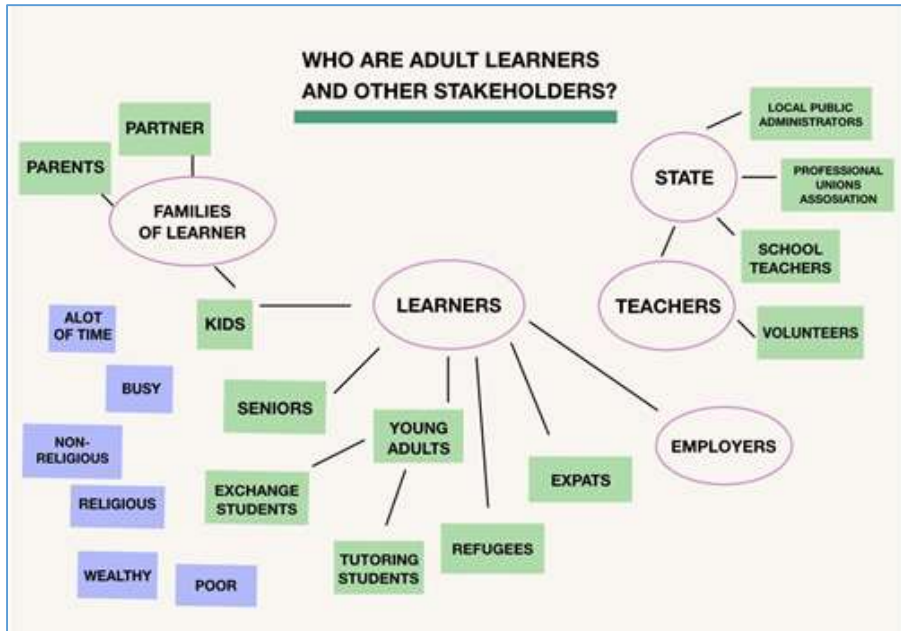 WHO ARE ADULT LEARNERS
AND OTHER STAKEHOLDERS?
PARTNER
PARENTS
FAMILIES
OF LEARNER
KIDS
LEARNERS
STATE
LOCAL PUBLIC
ADMINISTRATORS
PROFESSIONAL
UNIONS
ASSOSIATION
SCHOOL
TEACHERS
TEACHERS
VOLUNTEERS
EMPLOYERS
SENIORS
YOUNG
ADULTS
EXCHANGE
STUDENTS
TUTORING
STUDENTS
REFUGEES
EXPATS
ALOT
OF TIME
BUSY
NON-
RELIGIOUS
RELIGIOUS
WEALTHY
POOR